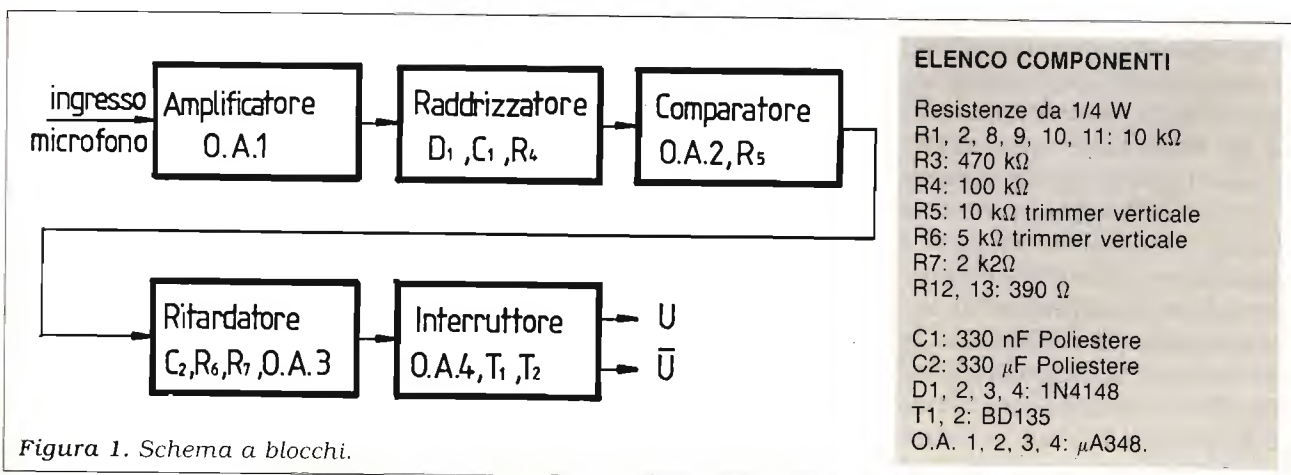 ingresso
microfono
Amplificatore
O.A.1
Raddrizzatore
D1 ,C1 ,R4
Comparatore
O.A.2, R5
Ritardatore
C2,R6,R7,O.A.3
Interruttore
O.A.4,T1 ,T2
U
U̅
Figura 1. Schema a blocchi.
ELENCO COMPONENTI
Resistenze da 1/4 W
R1, 2, 8, 9, 10, 11: 10 kΩ
R3: 470 kΩ
R4: 100 kΩ
R5: 10 kΩ trimmer verticale
R6: 5 kΩ trimmer verticale
R7: 2 k2Ω
R12, 13: 390 Ω
C1: 330 nF Poliestere
C2: 330 μF Poliestere
D1, 2, 3, 4: 1N4148
T1, 2: BD135
O.A. 1, 2, 3, 4: μA348.